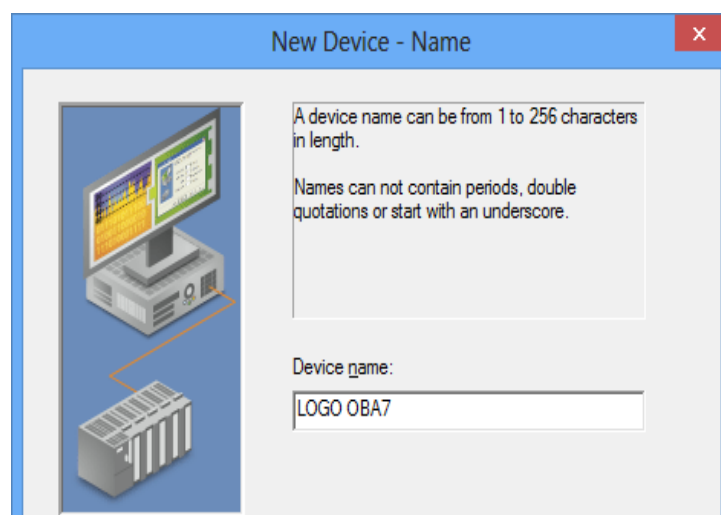 New Device - Name
x
A device name can be from 1 to 256 characters
in length.
Names can not contain periods, double
quotations or start with an underscore.
Device name:
LOGO OBA7